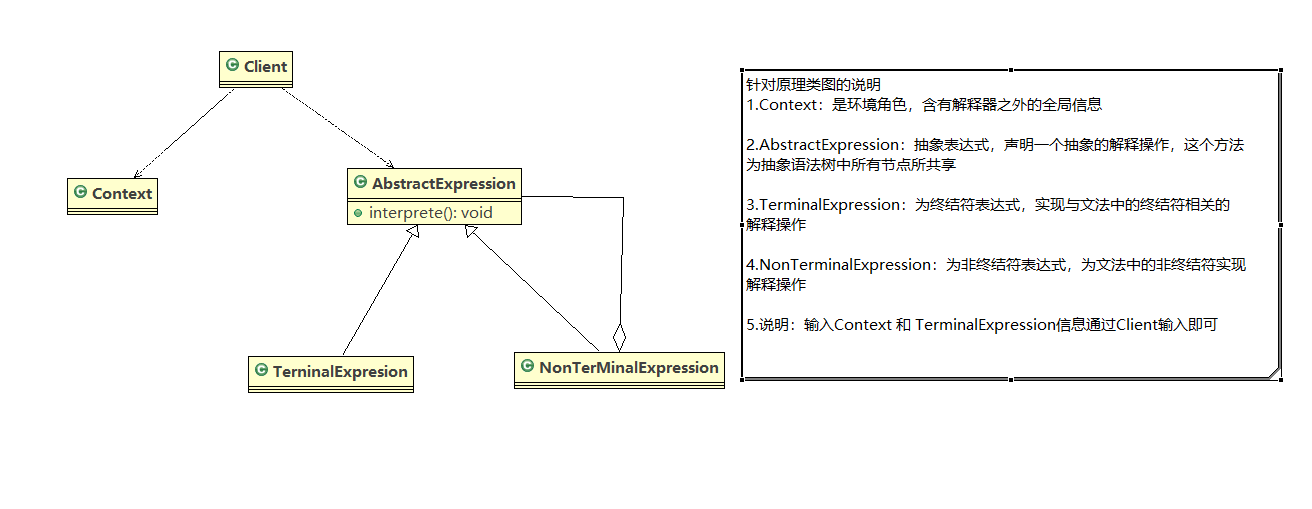 Client
Context
AbstractExpression
interprete(): void
TerninalExpresion
NonTerMinalExpression
针对原理类图的说明
1.Context：是环境角色，含有解释器之外的全局信息
2.AbstractExpression：抽象表达式，声明一个抽象的解释操作，这个方法
为抽象语法树中所有节点所共享
3.TerminalExpression：为终结符表达式，实现与文法中的终结符相关的
解释操作
4.NonTerminalExpression：为非终结符表达式，为文法中的非终结符实现
解释操作
5.说明：输入Context 和 TerminalExpression信息通过Client输入即可